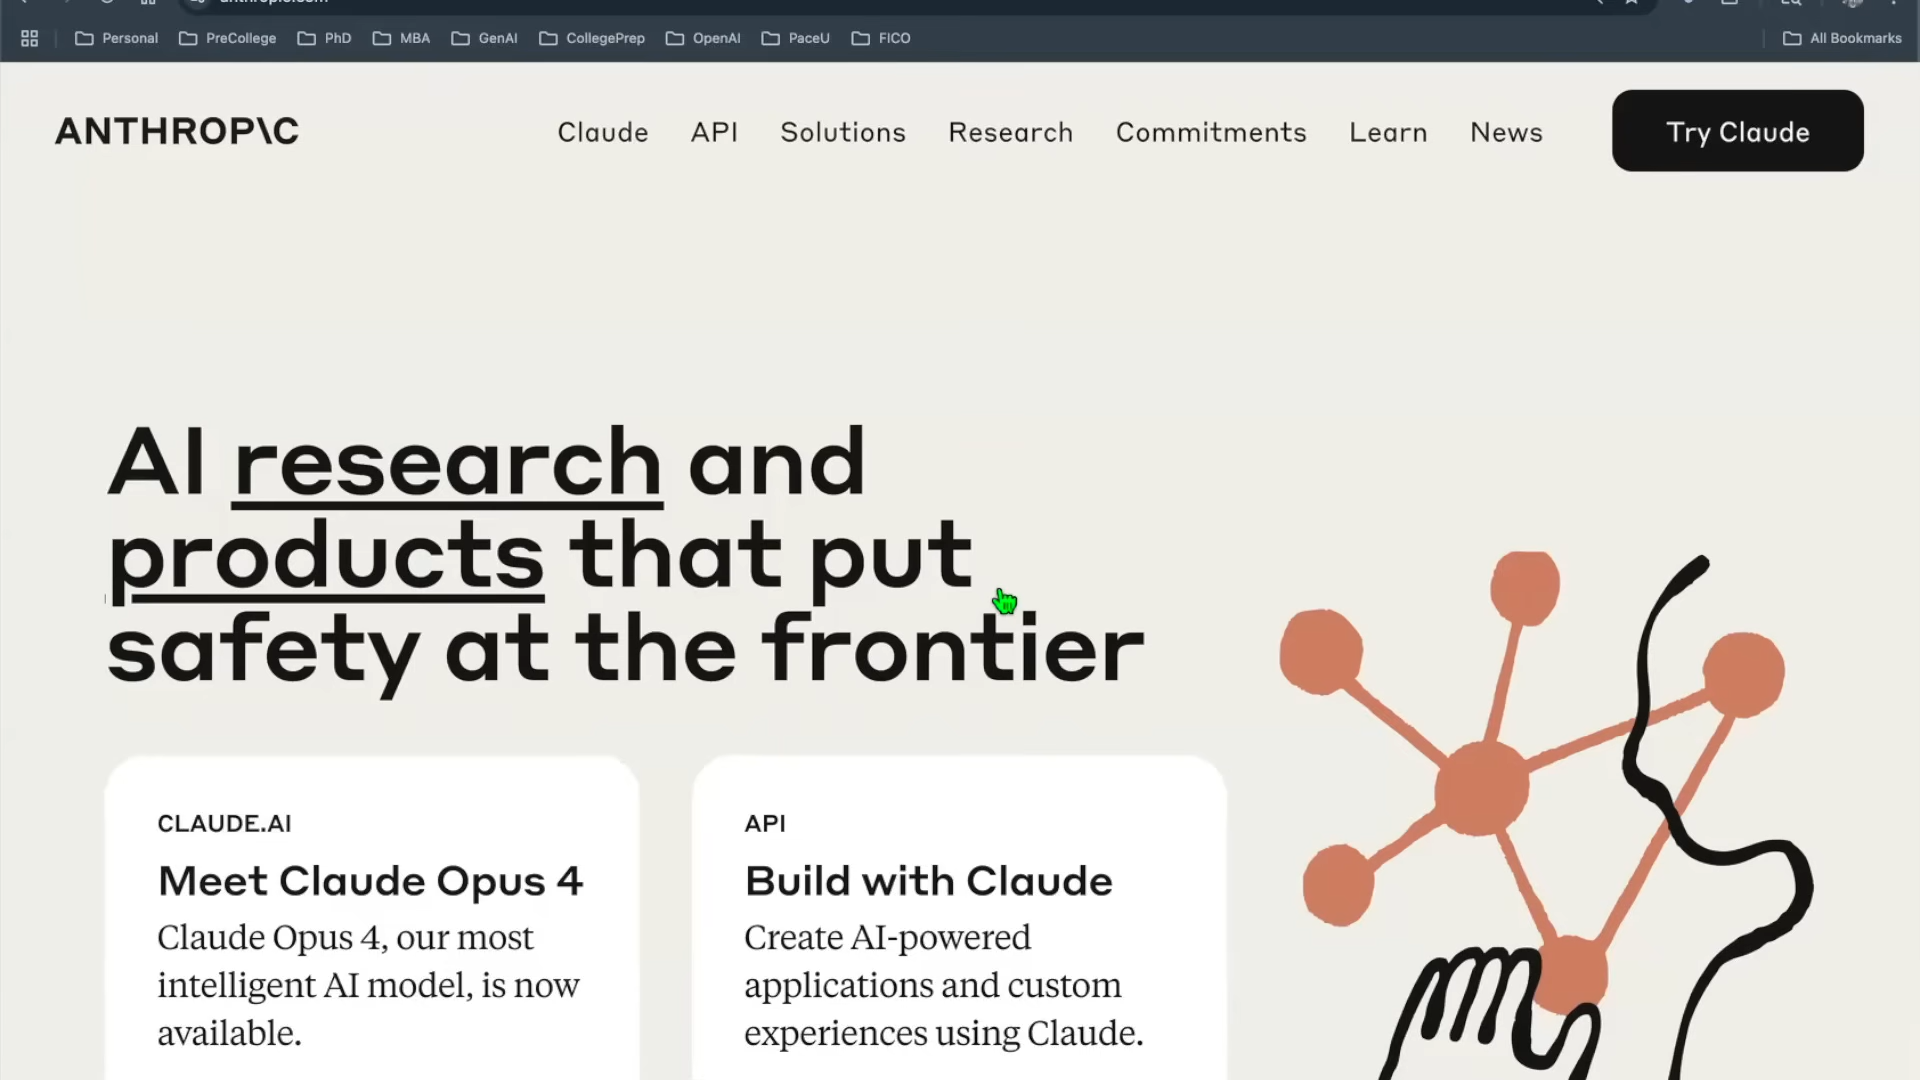 Personal PreCollege PhD MBA GenAI CollegePrep OpenAI PaceU FICO All Bookmarks
ANTHROP\C Claude API Solutions Research Commitments Learn News Try Claude
AI research and
products that put
safety at the frontier
CLAUDE.AI
Meet Claude Opus 4
Claude Opus 4, our most
intelligent AI model, is now
available.
API
Build with Claude
Create AI-powered
applications and custom
experiences using Claude.